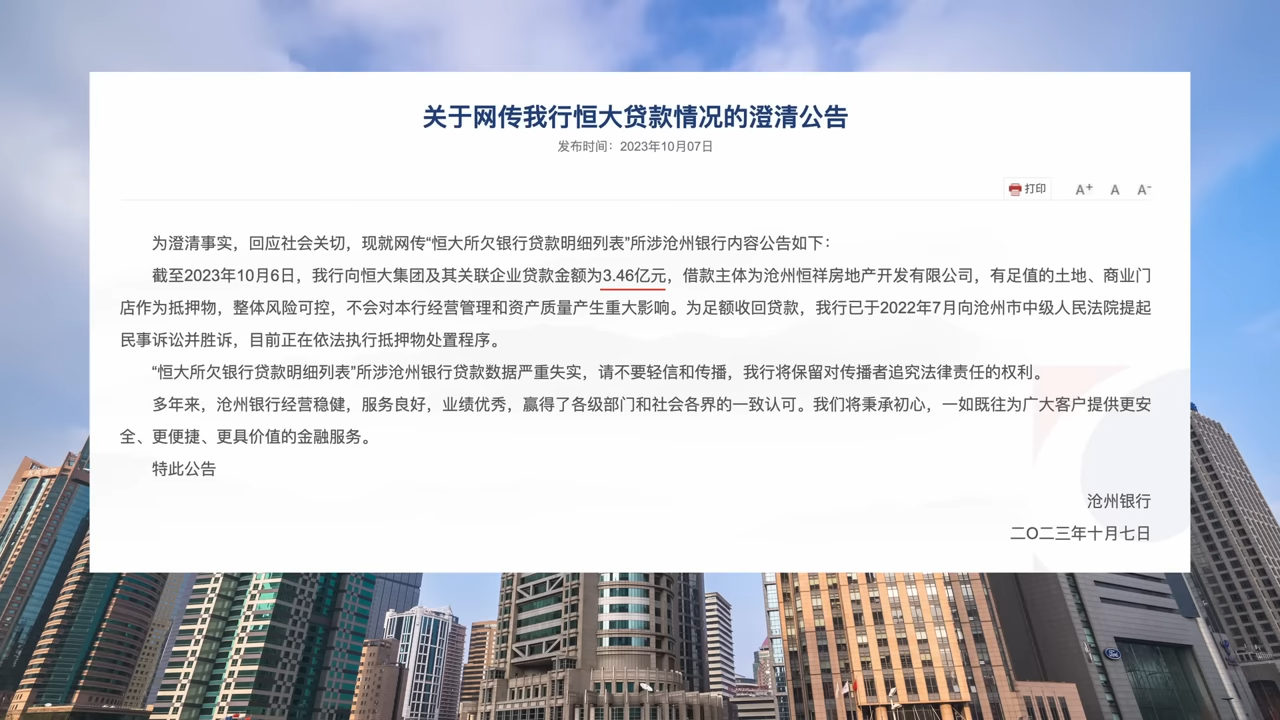 关于网传我行恒大贷款情况的澄清公告
发布时间：2023年10月07日
打印 A+ A A-
为澄清事实，回应社会关切，现就网传“恒大所欠银行贷款明细列表”所涉沧州银行内容公告如下：
截至2023年10月6日，我行向恒大集团及其关联企业贷款金额为3.46亿元，借款主体为沧州恒祥房地产开发有限公司，有足值的土地、商业门
店作为抵押物，整体风险可控，不会对本行经营管理和资产质量产生重大影响。为足额收回贷款，我行已于2022年7月向沧州市中级人民法院提起
民事诉讼并胜诉，目前正在依法执行抵押物处置程序。
“恒大所欠银行贷款明细列表”所涉沧州银行贷款数据严重失实，请不要轻信和传播，我行将保留对传播者追究法律责任的权利。
多年来，沧州银行经营稳健，服务良好，业绩优秀，赢得了各级部门和社会各界的一致认可。我们将秉承初心，一如既往为广大客户提供更安
全、更便捷、更具价值的金融服务。
特此公告
沧州银行
二O二三年十月七日